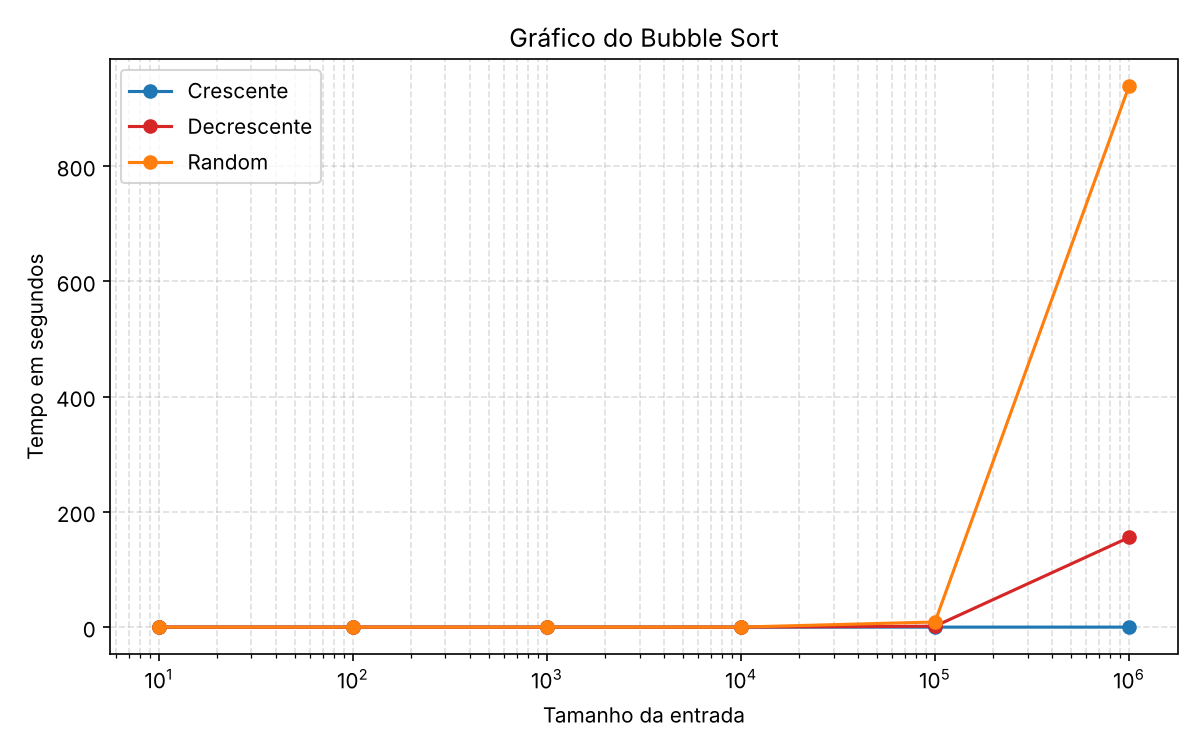 Gráfico do Bubble Sort
Crescente
Decrescente
Random
Tempo em segundos
800
600
400
200
0
10¹
10²
10³
10⁴
10⁵
10⁶
Tamanho da entrada